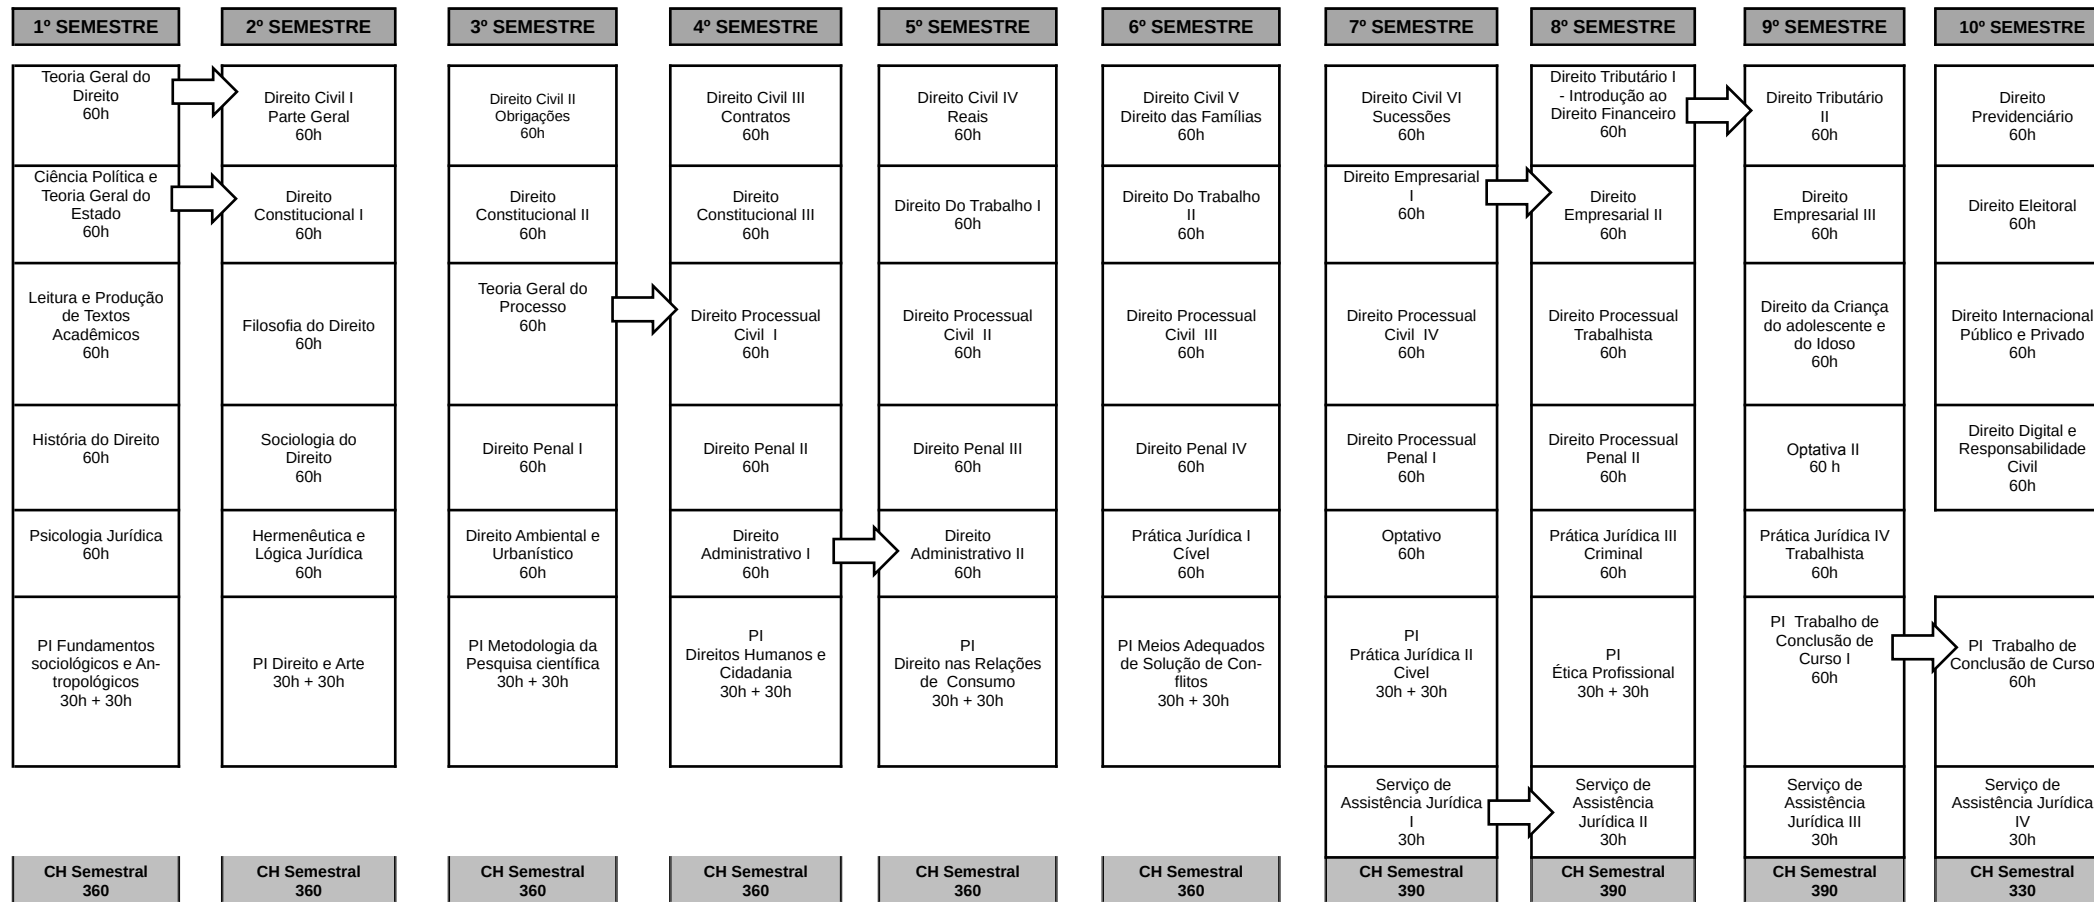 1º SEMESTRE
2º SEMESTRE
3º SEMESTRE
4º SEMESTRE
5º SEMESTRE
6º SEMESTRE
7º SEMESTRE
8º SEMESTRE
9º SEMESTRE
10º SEMESTRE
Teoria Geral do
Direito
60h
Direito Civil I
Parte Geral
60h
Direito Civil II
Obrigações
60h
Direito Civil III
Contratos
60h
Direito Civil IV
Reais
60h
Direito Civil V
Direito das Famílias
60h
Direito Civil VI
Sucessões
60h
Direito Tributário I
- Introdução ao
Direito Financeiro
60h
Direito Tributário
II
60h
Direito
Previdenciário
60h
Ciência Política e
Teoria Geral do
Estado
60h
Direito
Constitucional I
60h
Direito
Constitucional II
60h
Direito
Constitucional III
60h
Direito Do Trabalho I
60h
Direito Do Trabalho
II
60h
Direito Empresarial
I
60h
Direito
Empresarial II
60h
Direito
Empresarial III
60h
Direito Eleitoral
60h
Leitura e Produção
de Textos
Acadêmicos
60h
Filosofia do Direito
60h
Teoria Geral do
Processo
60h
Direito Processual
Civil I
60h
Direito Processual
Civil II
60h
Direito Processual
Civil III
60h
Direito Processual
Civil IV
60h
Direito Processual
Trabalhista
60h
Direito da Criança
do adolescente e
do Idoso
60h
Direito Internacional
Público e Privado
60h
História do Direito
60h
Sociologia do
Direito
60h
Direito Penal I
60h
Direito Penal II
60h
Direito Penal III
60h
Direito Penal IV
60h
Direito Processual
Penal I
60h
Direito Processual
Penal II
60h
Optativa II
60 h
Direito Digital e
Responsabilidade
Civil
60h
Psicologia Jurídica
60h
Hermenêutica e
Lógica Jurídica
60h
Direito Ambiental e
Urbanístico
60h
Direito
Administrativo I
60h
Direito
Administrativo II
60h
Prática Jurídica I
Cível
60h
Optativo
60h
Prática Jurídica III
Criminal
60h
Prática Jurídica IV
Trabalhista
60h
PI Fundamentos
sociológicos e An-
tropológicos
30h + 30h
PI Direito e Arte
30h + 30h
PI Metodologia da
Pesquisa científica
30h + 30h
PI
Direitos Humanos e
Cidadania
30h + 30h
PI
Direito nas Relações
de Consumo
30h + 30h
PI Meios Adequados
de Solução de Con-
flitos
30h + 30h
PI
Prática Jurídica II
Civel
30h + 30h
PI
Ética Profissional
30h + 30h
PI Trabalho de
Conclusão de
Curso I
60h
PI Trabalho de
Conclusão de Curso
60h
Serviço de
Assistência Jurídica
I
30h
Serviço de
Assistência
Jurídica II
30h
Serviço de
Assistência
Jurídica III
30h
Serviço de
Assistência Jurídica
IV
30h
CH Semestral
360
CH Semestral
360
CH Semestral
360
CH Semestral
360
CH Semestral
360
CH Semestral
360
CH Semestral
390
CH Semestral
390
CH Semestral
390
CH Semestral
330